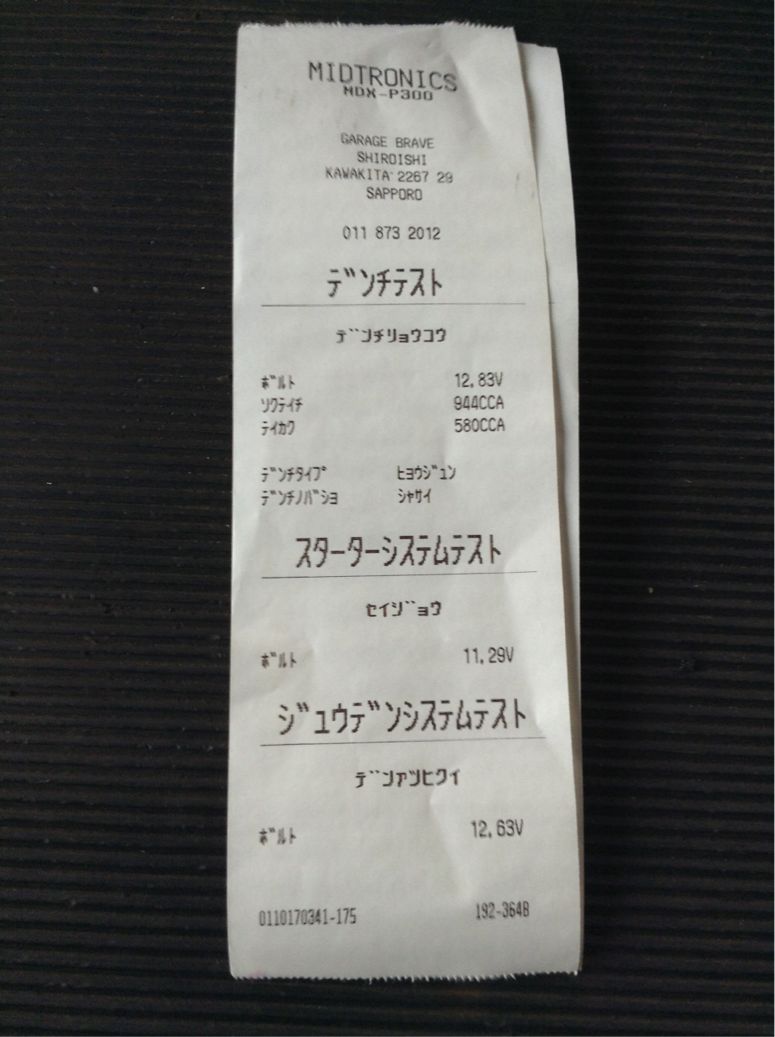 MIDTRONICS
MDX-P300
GARAGE BRAVE
SHIROISHI
KAWAKITA 2267 29
SAPPORO
011 873 2012
デンチテスト
デンチリョウコウ
ボルト 12.83V
ソクテイチ 944CCA
テイカク 580CCA
デンチタイプ ヒョウジュン
デンチノバショ シャサイ
スターターシステムテスト
セイジョウ
ボルト 11.29V
ジュウデンシステムテスト
デンアツヒクイ
ボルト 12.63V
0110170341-175 192-364B